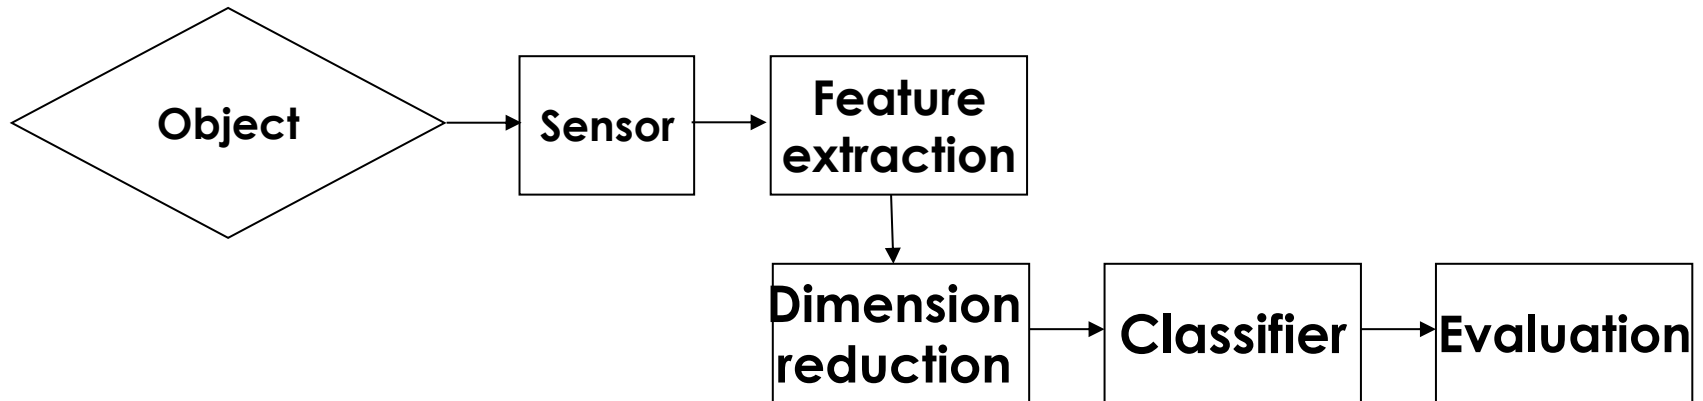 Object
Sensor
Feature
extraction
Dimension
reduction
Classifier
Evaluation